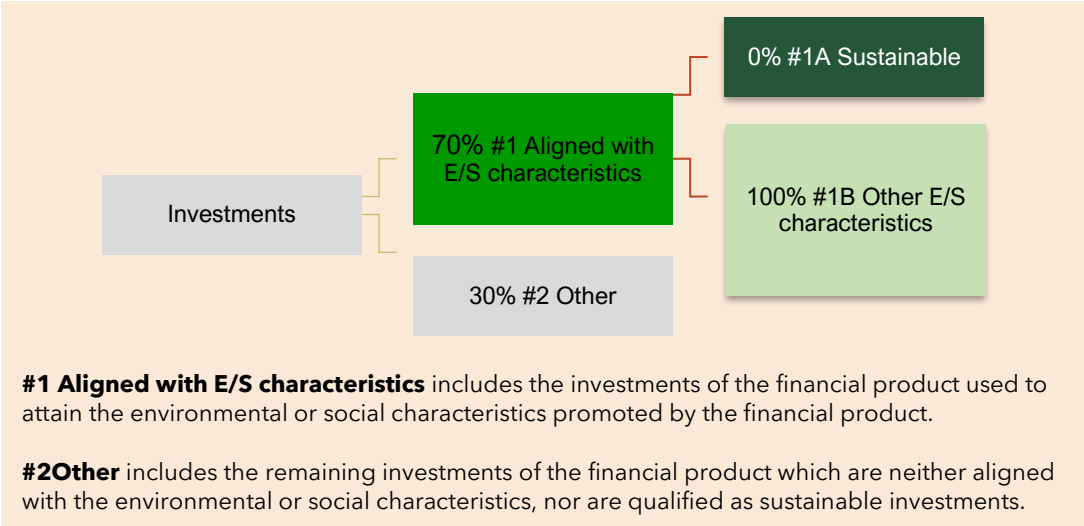 0% #1A Sustainable
70% #1 Aligned with
E/S characteristics
Investments
100% #1B Other E/S
characteristics
30% #2 Other
#1 Aligned with E/S characteristics includes the investments of the financial product used to
attain the environmental or social characteristics promoted by the financial product.
#2Other includes the remaining investments of the financial product which are neither aligned
with the environmental or social characteristics, nor are qualified as sustainable investments.